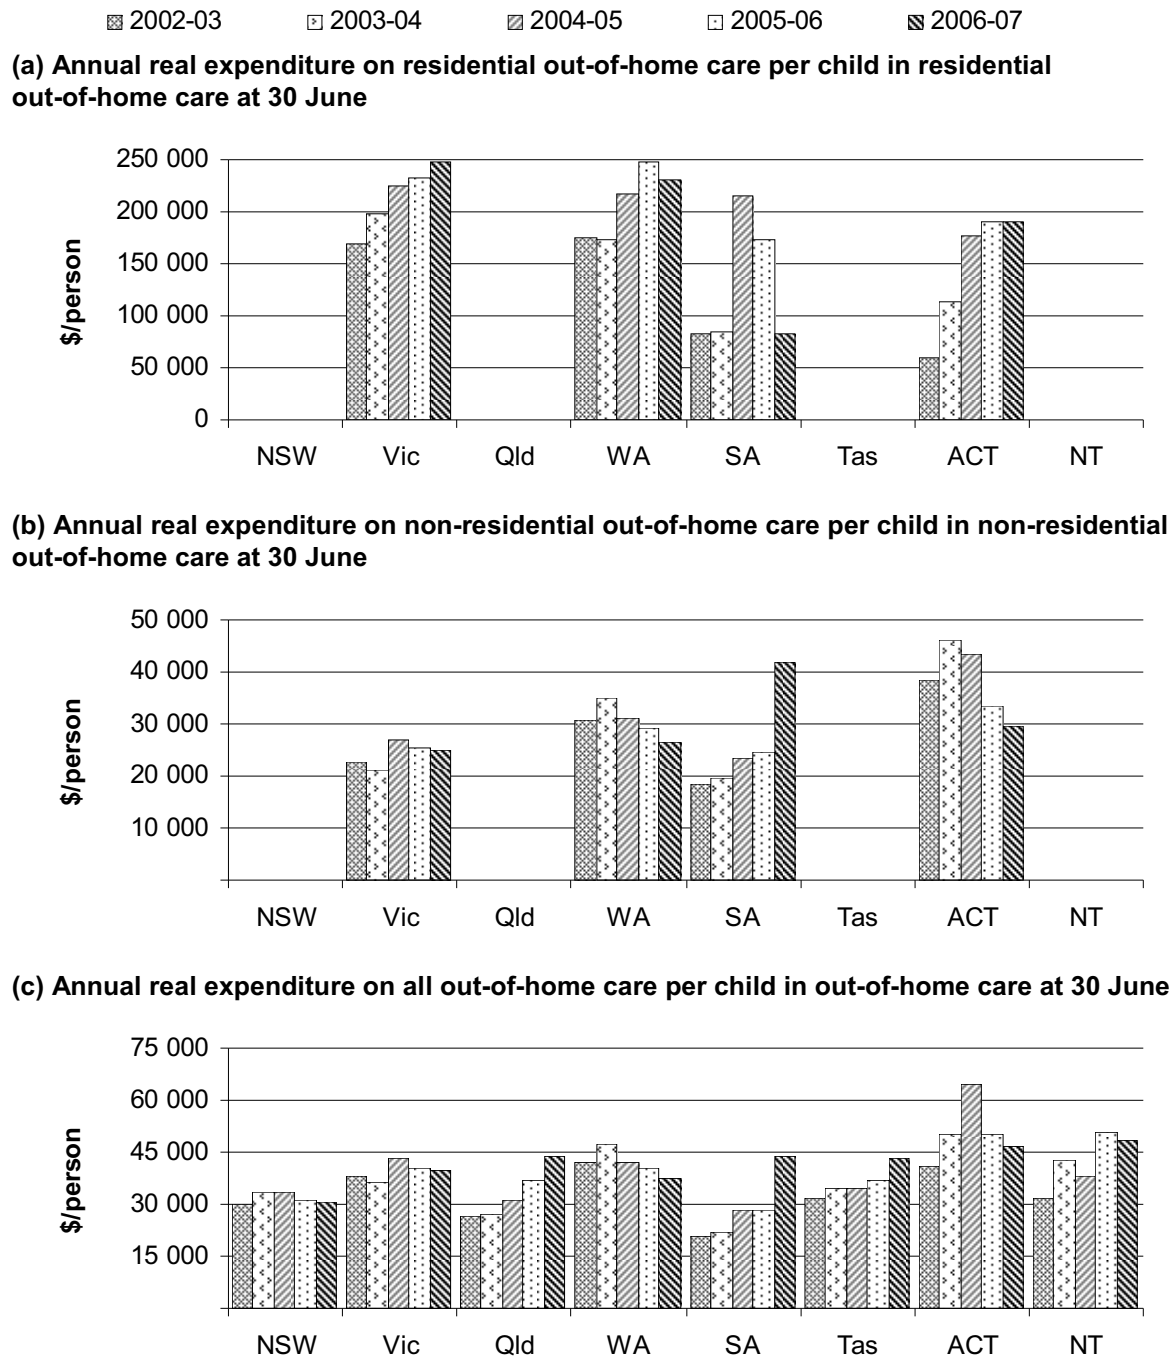 2002-03 2003-04 2004-05 2005-06 2006-07
(a) Annual real expenditure on residential out-of-home care per child in residential
out-of-home care at 30 June
$/person
250 000
200 000
150 000
100 000
50 000
0
NSW Vic Qld WA SA Tas ACT NT
(b) Annual real expenditure on non-residential out-of-home care per child in non-residential
out-of-home care at 30 June
$/person
50 000
40 000
30 000
20 000
10 000
NSW Vic Qld WA SA Tas ACT NT
(c) Annual real expenditure on all out-of-home care per child in out-of-home care at 30 June
$/person
75 000
60 000
45 000
30 000
15 000
NSW Vic Qld WA SA Tas ACT NT